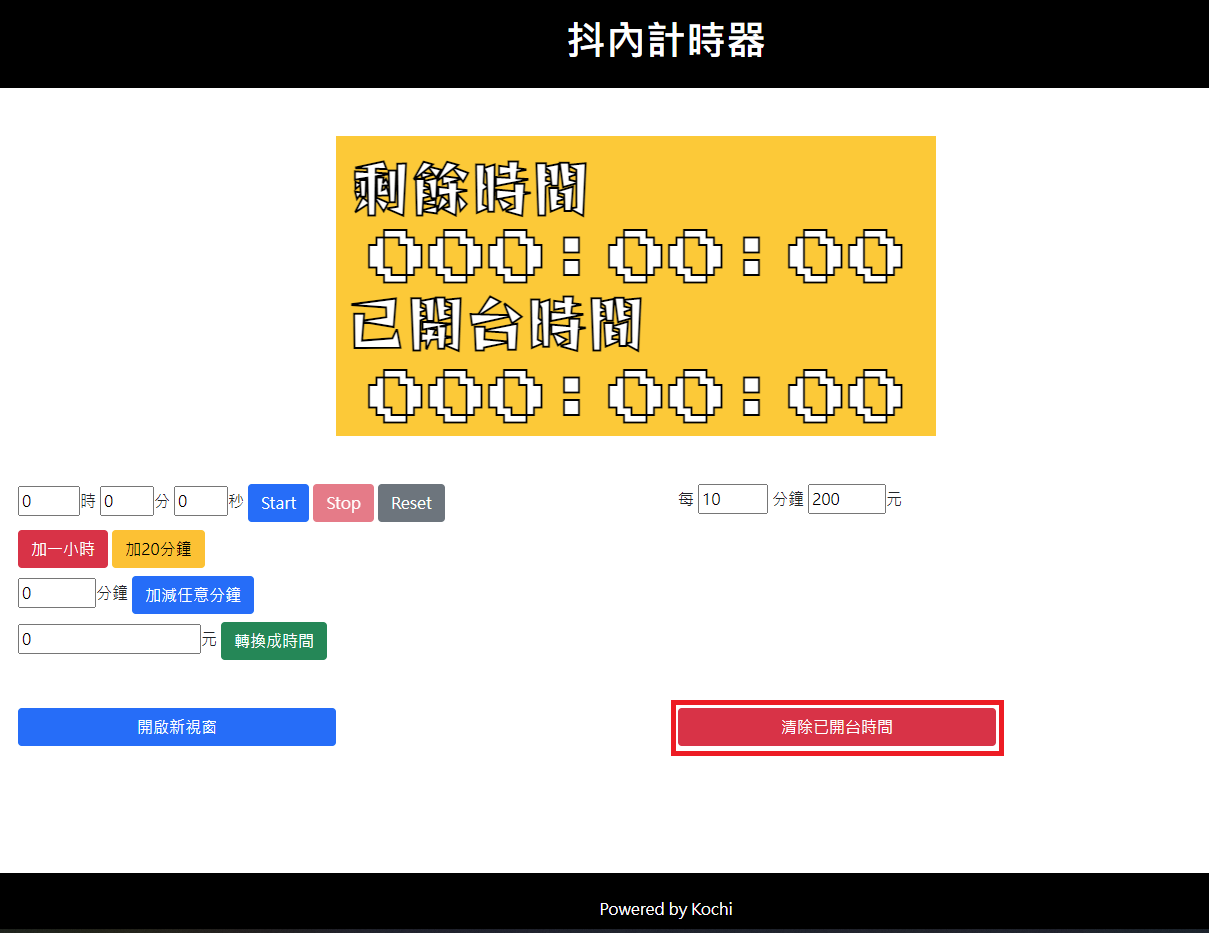 抖內計時器
剩餘時間
000:00:00
已開台時間
000:00:00
0 時 0 分 0 秒 Start Stop Reset
每 10 分鐘 200 元
加一小時 加20分鐘
0 分鐘 加減任意分鐘
0 元 轉換成時間
開啟新視窗
清除已開台時間
Powered by Kochi